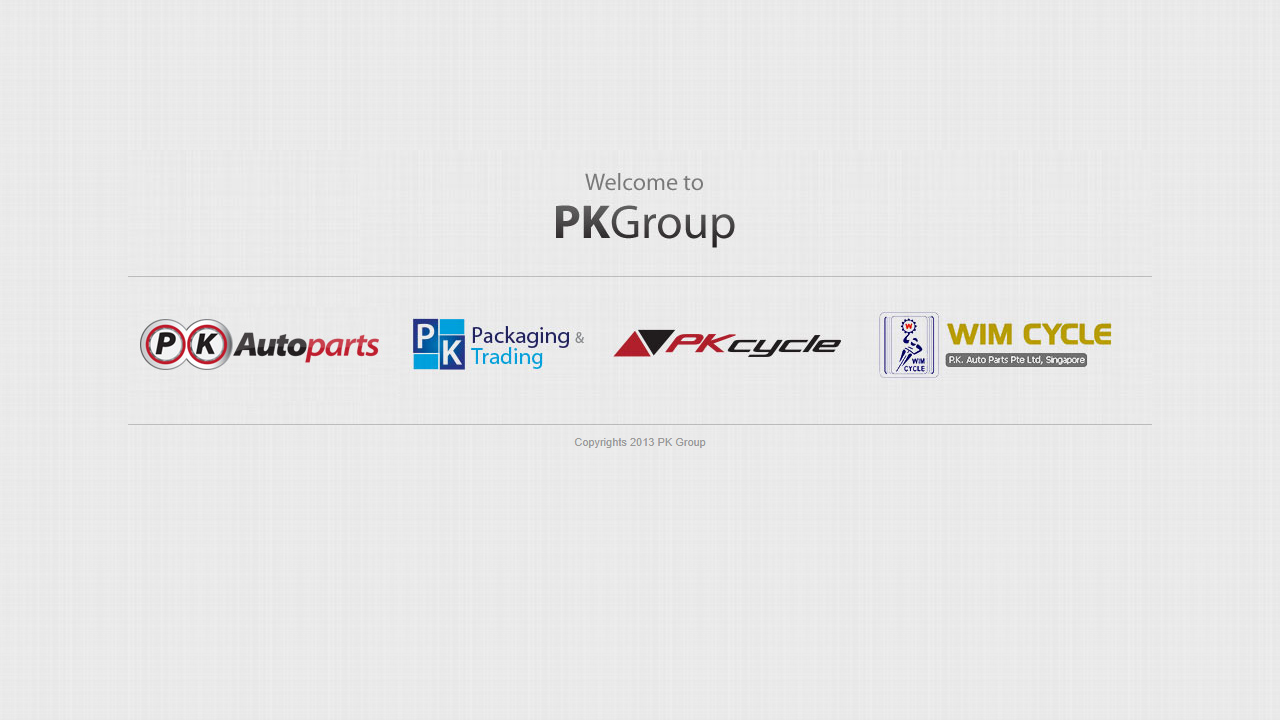 Welcome to
PKGroup
PK Autoparts
PK Packaging &
Trading
PKcycle
W
WIM
CYCLE
WIM CYCLE
P.K. Auto Parts Pte Ltd, Singapore
Copyrights 2013 PK Group